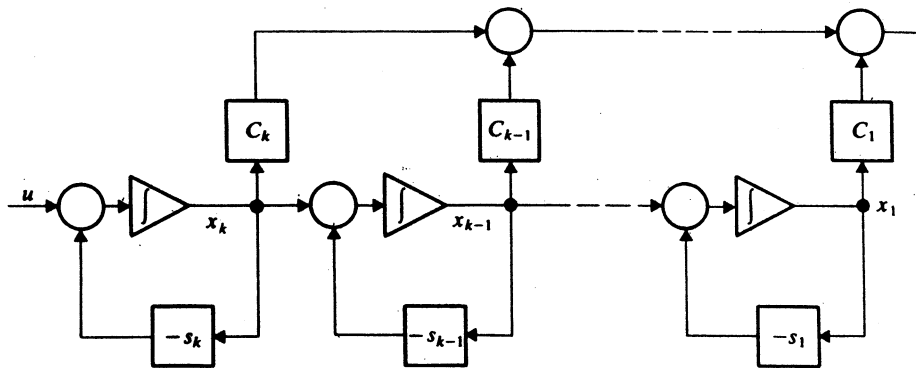 C_k C_{k-1} C_1
u ∫ x_k ∫ x_{k-1} ∫ x_1
-s_k -s_{k-1} -s_1